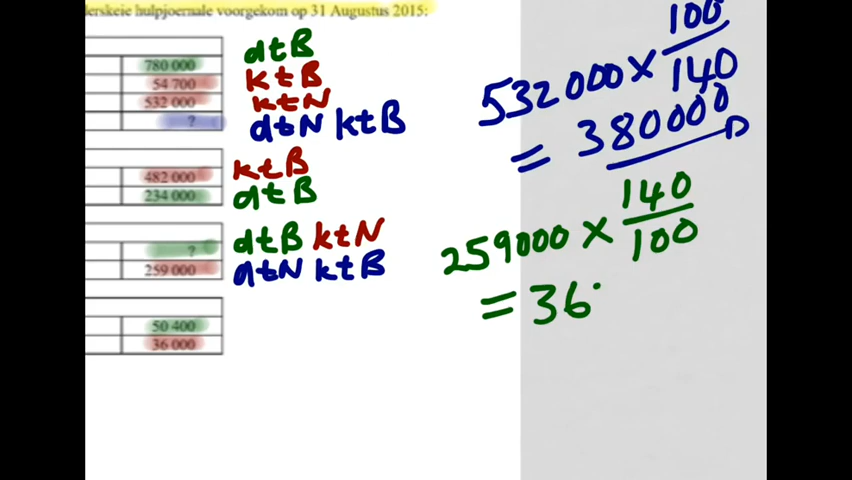 derskeie hulpjoernale voorgekom op 31 Augustus 2015:
780 000 dtB
54 700 ktB
532 000 ktN
? dtN ktB
482 000 ktB
234 000 dtB
? dtB ktN
259 000 dtN ktB
50 400
36 000
532000 × 100/140
= 380000
259000 × 140/100
= 36